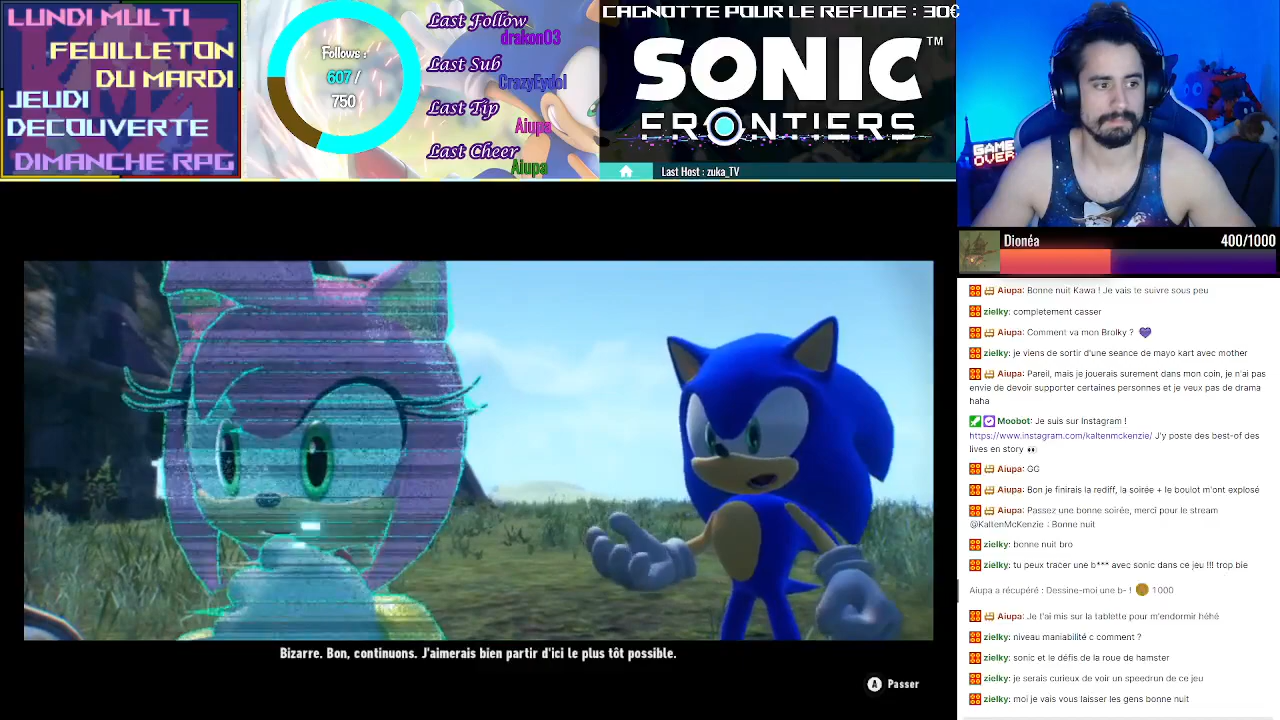 LUNDI MULTI
FEUILLETON
DU MARDI
JEUDI
DECOUVERTE
DIMANCHE RPG
Follows :
607 /
750
Last Follow
drakon03
Last Sub
CrazyEydol
Last Tip
Aiupa
Last Cheer
Aiupa
CAGNOTTE POUR LE REFUGE : 30€
SONIC™
FRONTIERS
Last Host : zuka_TV
GAME
OVER
Dionéa 400/1000
Aiupa: Bonne nuit Kawa ! Je vais te suivre sous peu
zielky: completement casser
Aiupa: Comment va mon Brolky ?
zielky: je viens de sortir d'une seance de mayo kart avec mother
Aiupa: Pareil, mais je jouerais surement dans mon coin, je n'ai pas
envie de devoir supporter certaines personnes et je veux pas de drama
haha
Moobot: Je suis sur Instagram !
https://www.instagram.com/kaltenmckenzie/ J'y poste des best-of des
lives en story
Aiupa: GG
Aiupa: Bon je finirais la rediff, la soirée + le boulot m'ont explosé
Aiupa: Passez une bonne soirée, merci pour le stream
@KaltenMcKenzie : Bonne nuit
zielky: bonne nuit bro
zielky: tu peux tracer une b*** avec sonic dans ce jeu !!! trop bie
Aiupa a récupéré : Dessine-moi une b- ! 1000
Aiupa: Je t'ai mis sur la tablette pour m'endormir héhé
zielky: niveau maniabilité c comment ?
zielky: sonic et le défis de la roue de hamster
zielky: je serais curieux de voir un speedrun de ce jeu
zielky: moi je vais vous laisser les gens bonne nuit
Bizarre. Bon, continuons. J'aimerais bien partir d'ici le plus tôt possible.
A Passer